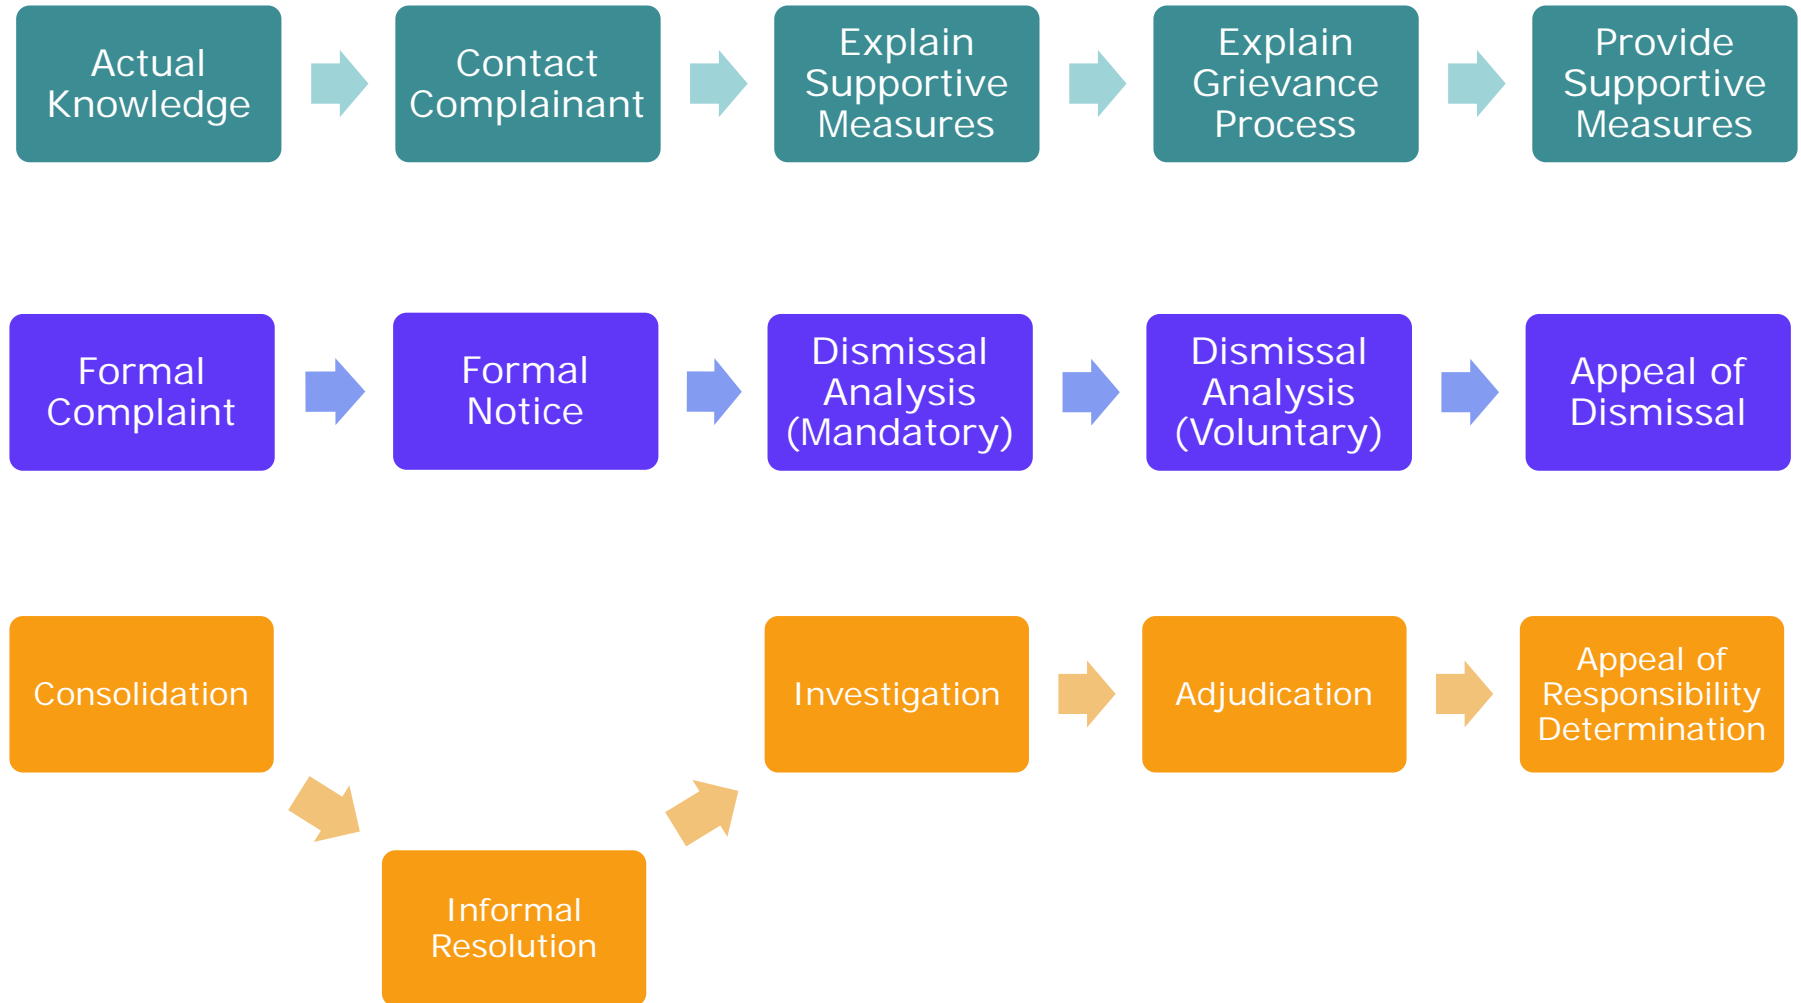 Actual
Knowledge
Contact
Complainant
Explain
Supportive
Measures
Explain
Grievance
Process
Provide
Supportive
Measures
Formal
Complaint
Formal
Notice
Dismissal
Analysis
(Mandatory)
Dismissal
Analysis
(Voluntary)
Appeal of
Dismissal
Consolidation
Informal
Resolution
Investigation
Adjudication
Appeal of
Responsibility
Determination